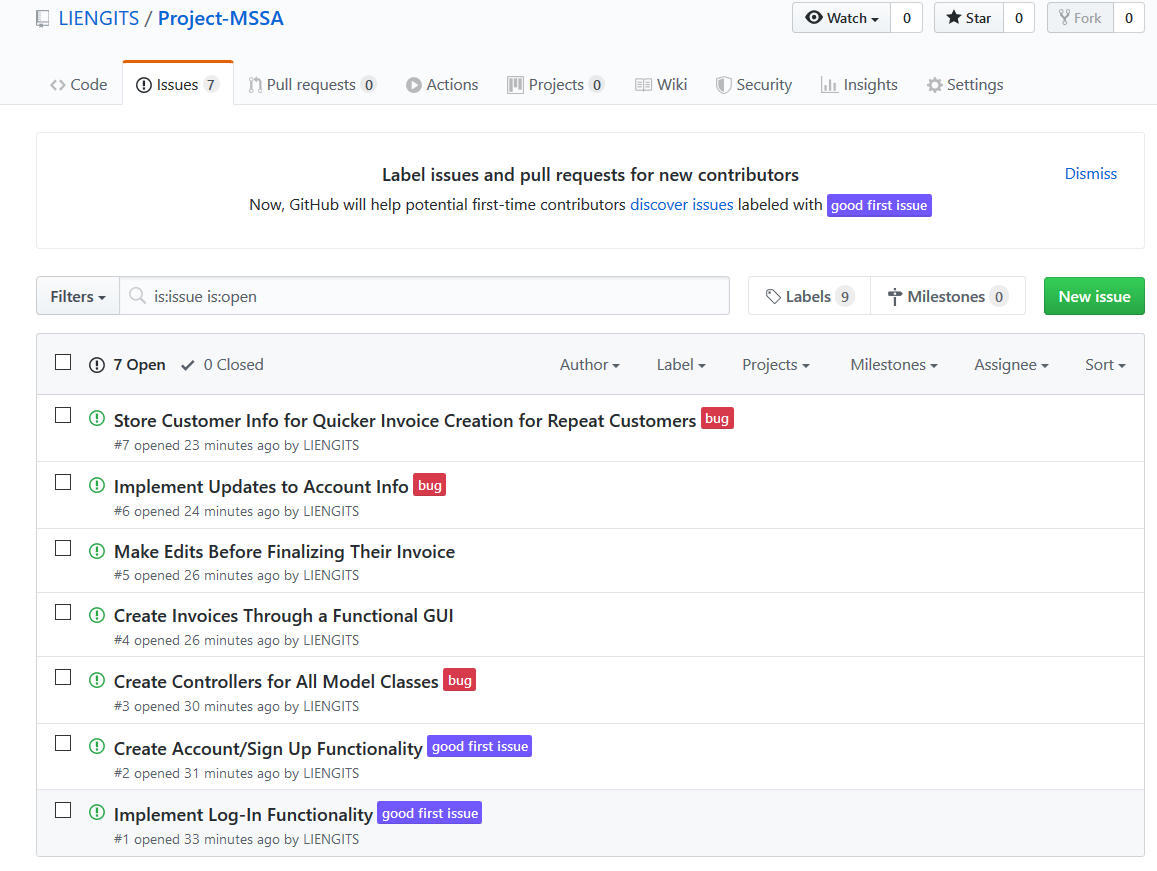 LIENGITS / Project-MSSA
Watch 0 Star 0 Fork 0
Code Issues 7 Pull requests 0 Actions Projects 0 Wiki Security Insights Settings
Label issues and pull requests for new contributors
Dismiss
Now, GitHub will help potential first-time contributors discover issues labeled with good first issue
Filters is:issue is:open Labels 9 Milestones 0 New issue
7 Open 0 Closed Author Label Projects Milestones Assignee Sort
Store Customer Info for Quicker Invoice Creation for Repeat Customers bug
#7 opened 23 minutes ago by LIENGITS
Implement Updates to Account Info bug
#6 opened 24 minutes ago by LIENGITS
Make Edits Before Finalizing Their Invoice
#5 opened 26 minutes ago by LIENGITS
Create Invoices Through a Functional GUI
#4 opened 26 minutes ago by LIENGITS
Create Controllers for All Model Classes bug
#3 opened 30 minutes ago by LIENGITS
Create Account/Sign Up Functionality good first issue
#2 opened 31 minutes ago by LIENGITS
Implement Log-In Functionality good first issue
#1 opened 33 minutes ago by LIENGITS